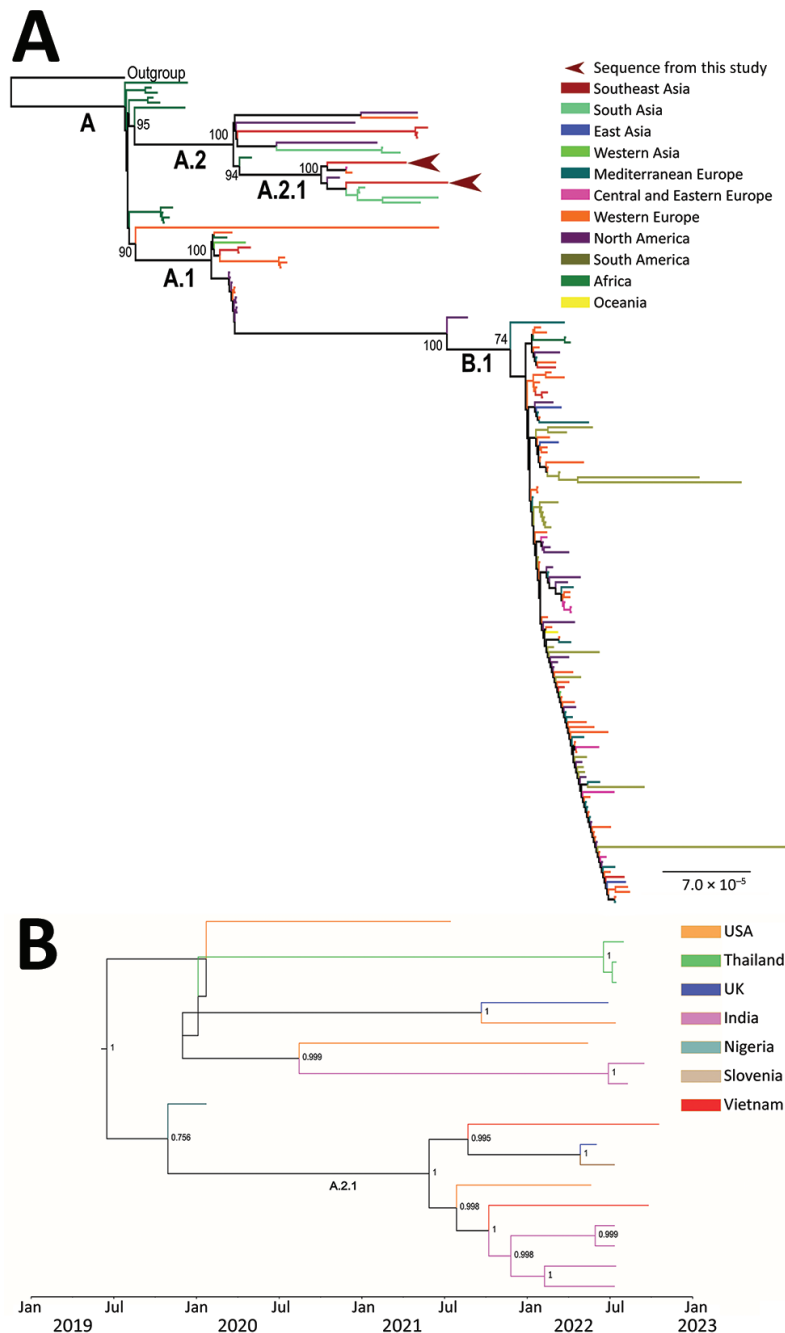 A
Outgroup
Sequence from this study
Southeast Asia
South Asia
East Asia
Western Asia
Mediterranean Europe
Central and Eastern Europe
Western Europe
North America
South America
Africa
Oceania
A
95
100
A.2
94
100
A.2.1
90
100
A.1
100
74
B.1
7.0 × 10⁻⁵
B
USA
Thailand
UK
India
Nigeria
Slovenia
Vietnam
1
1
1
0.999
1
0.756
0.995
1
1
A.2.1
0.998
1
0.999
0.998
1
Jan Jul Jan Jul Jan Jul Jan Jul Jan
2019 2020 2021 2022 2023